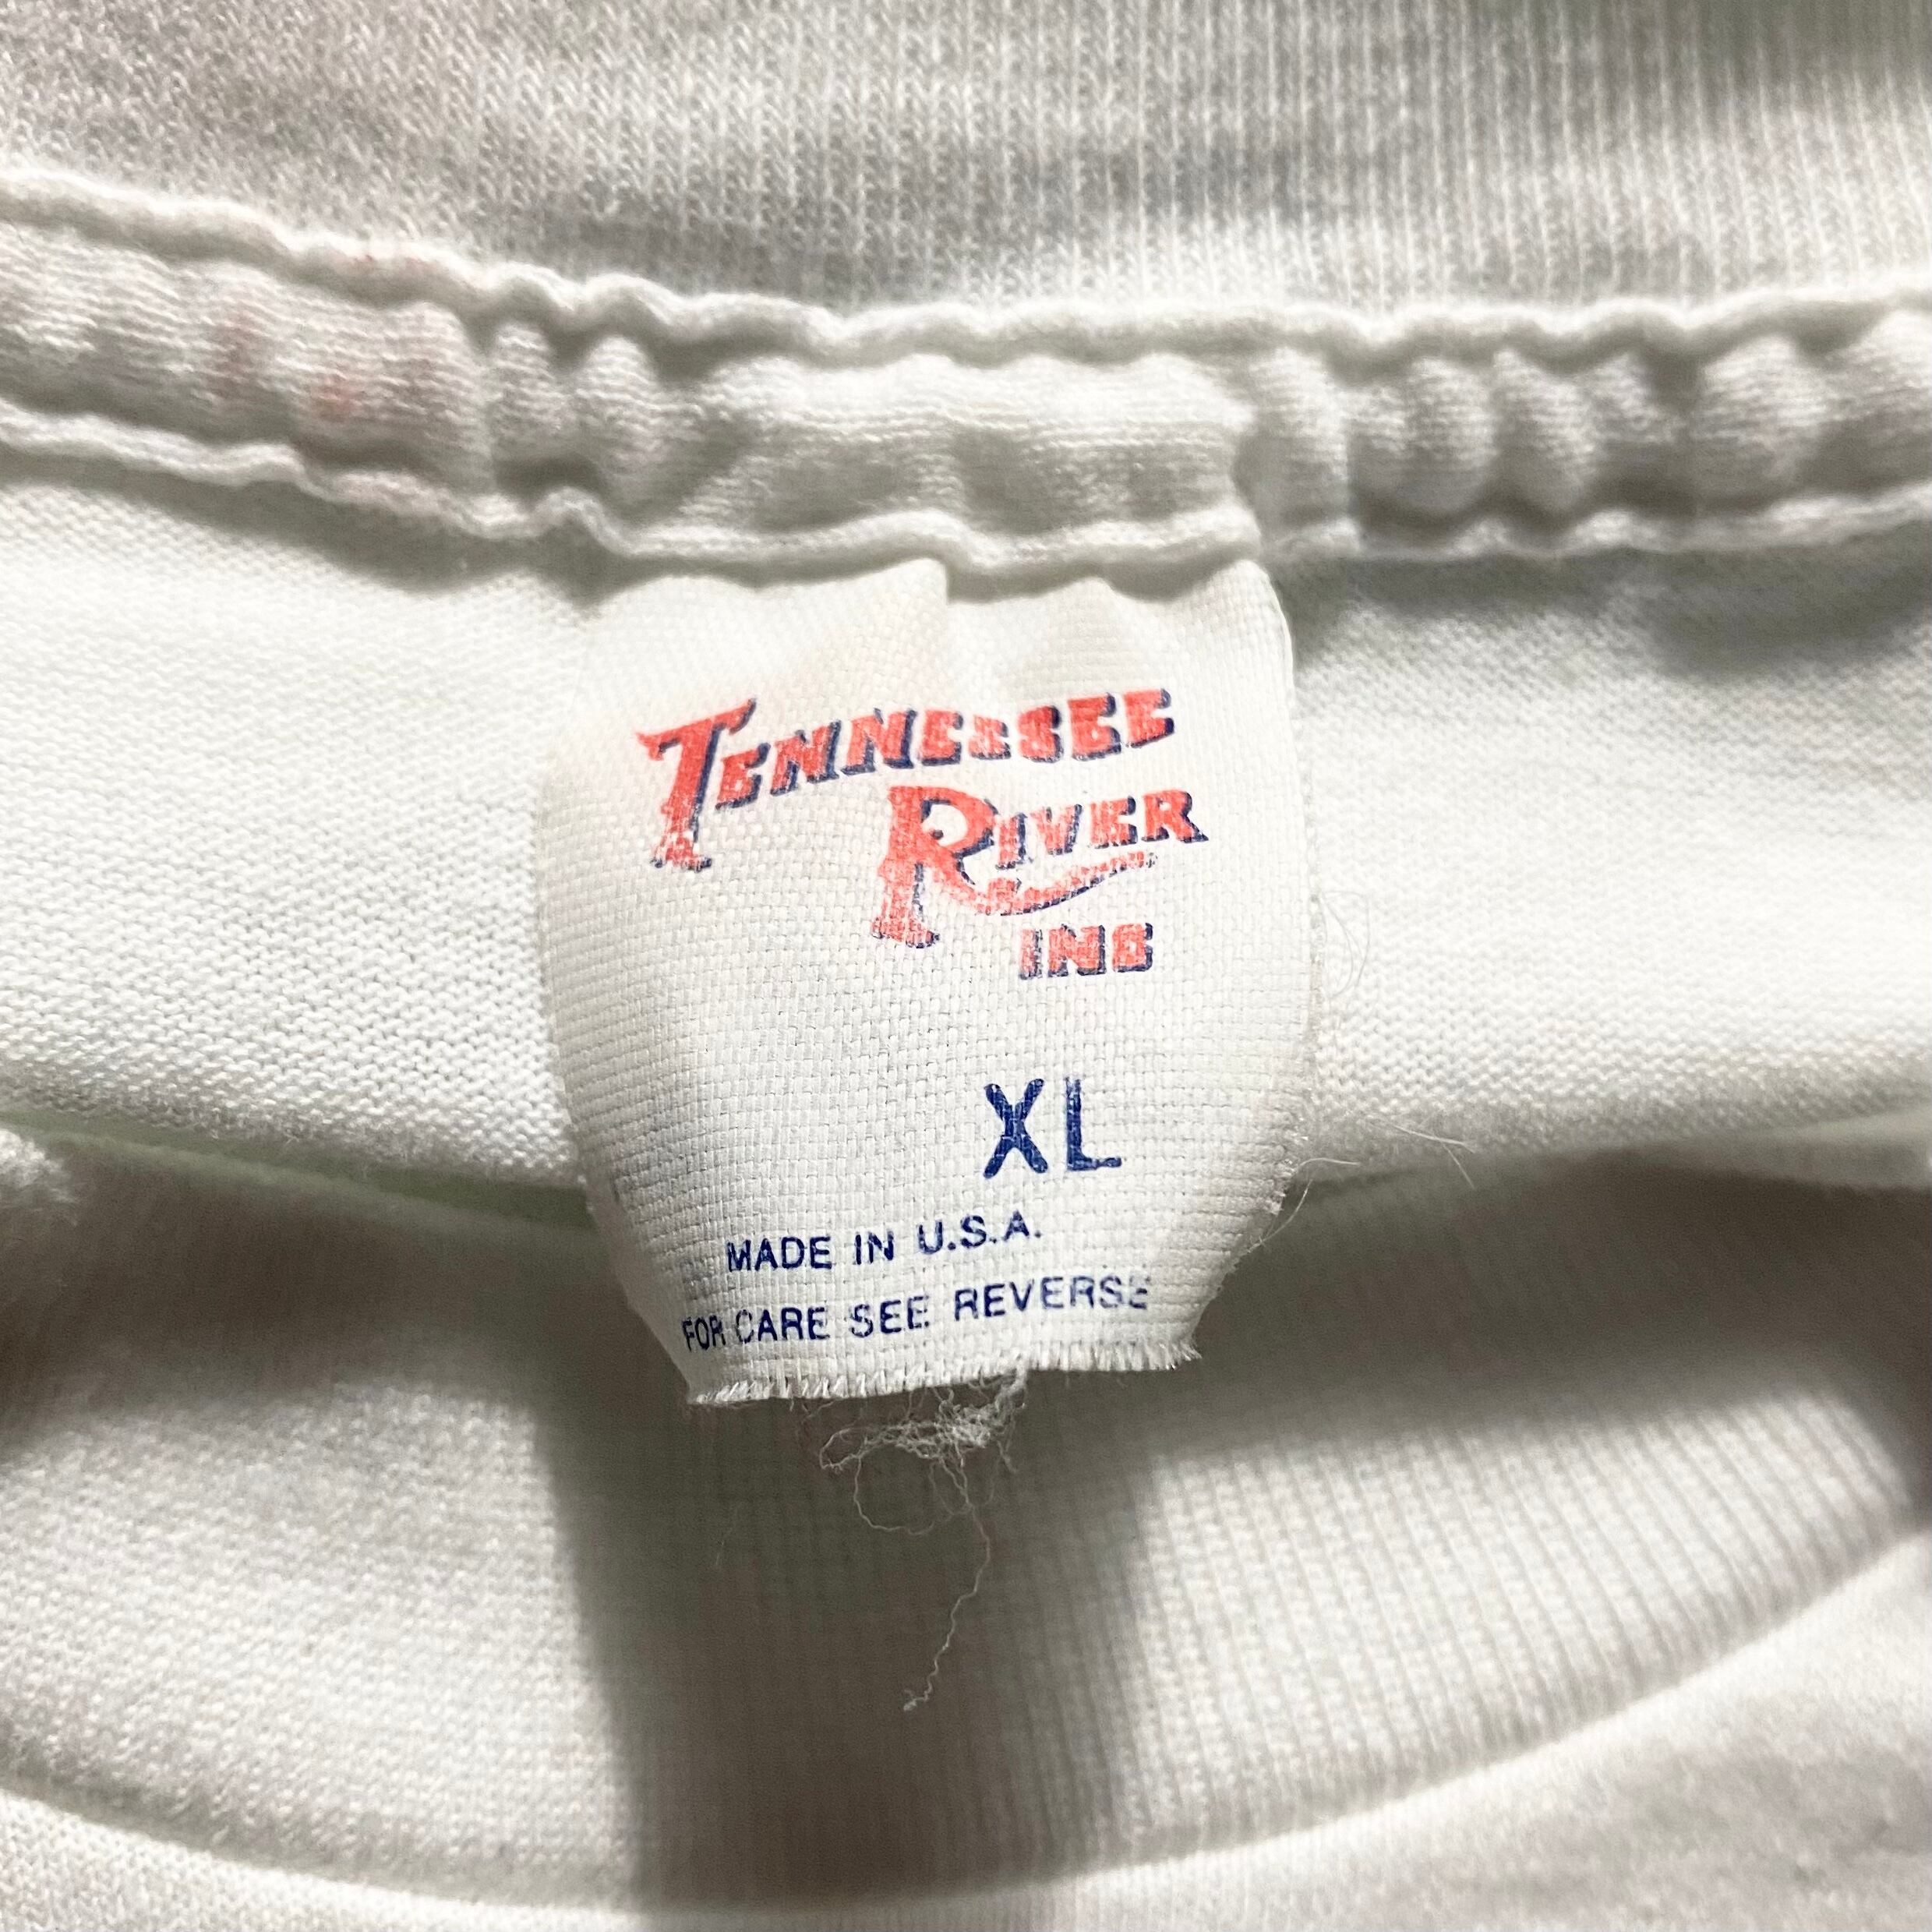 TENNESSEE
RIVER
INC
XL
MADE IN U.S.A.
FOR CARE SEE REVERSE